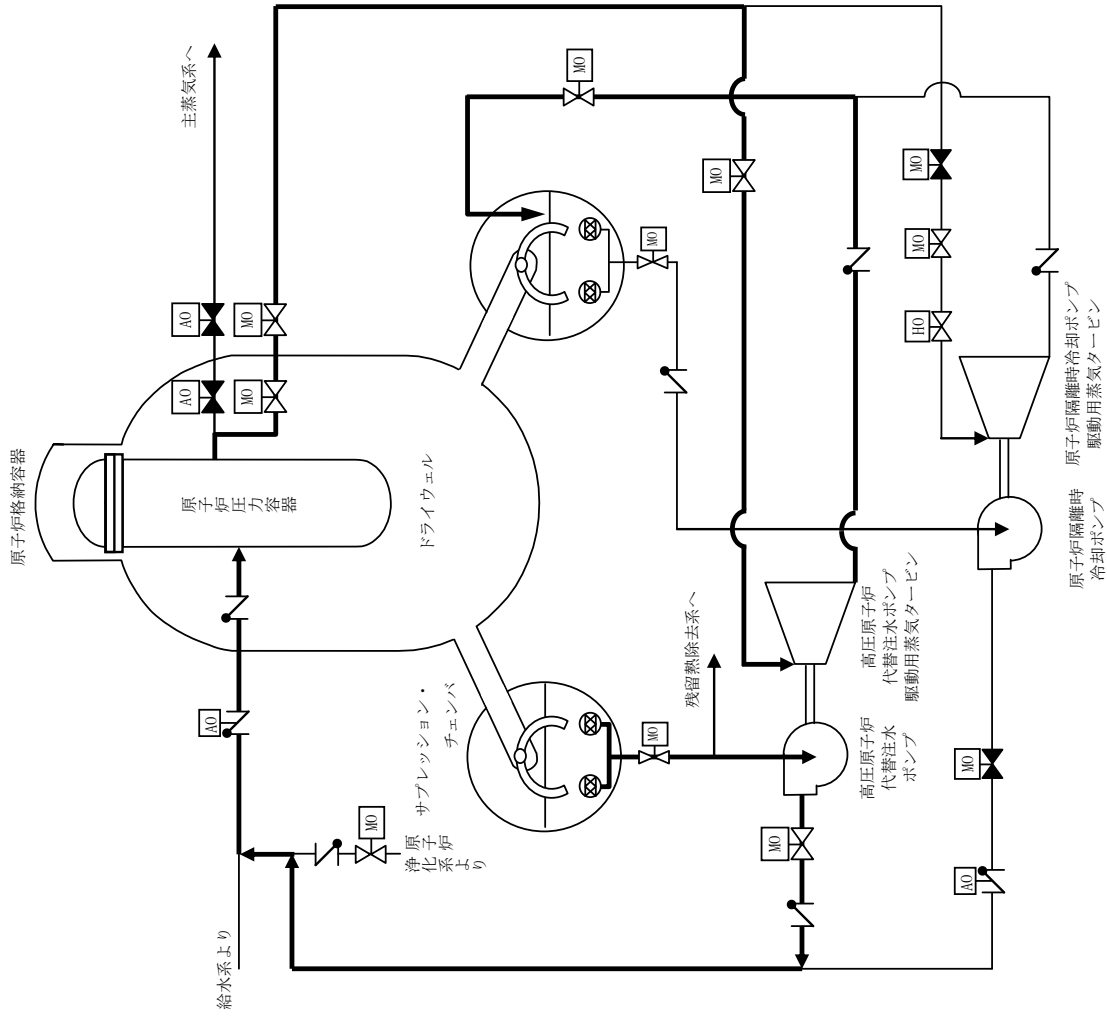 原子炉格納容器
主蒸気系へ
AO
AO
MO
MO
MO
MO
MO
MO
HO
MO
原子炉圧力容器
ドライウェル
AO
給水系より
MO
原子炉
浄化系より
サプレッション・
チェンバ
MO
残留熱除去系へ
高圧原子炉
代替注水ポンプ
駆動用蒸気タービン
高圧原子炉
代替注水
ポンプ
MO
原子炉隔離時冷却ポンプ
駆動用蒸気タービン
原子炉隔離時
冷却ポンプ
MO
AO